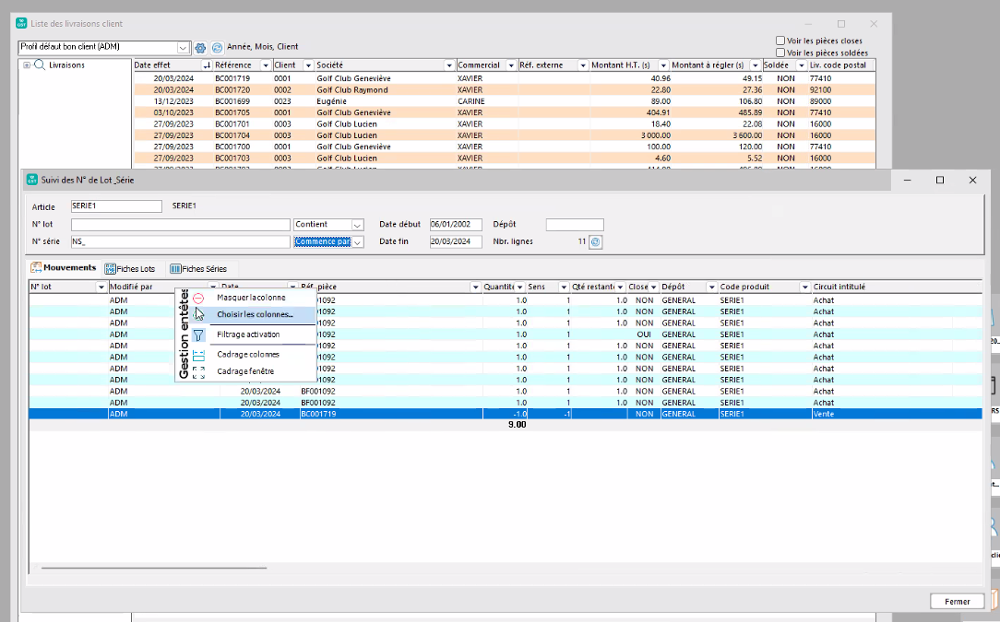 Liste des livraisons client
Profil défaut bon client (ADM) Année, Mois, Client
Voir les pièces closes
Voir les pièces soldées
Livraisons
Date effet Référence Client Société Commercial Réf. externe Montant H.T. (s) Montant à régler (s) Soldée Liv. code postal
20/03/2024 BC001719 0001 Golf Club Geneviève XAVIER 40.96 49.15 NON 77410
20/03/2024 BC001720 0002 Golf Club Raymond XAVIER 22.80 27.36 NON 92100
13/12/2023 BC001699 0023 Eugénie CARINE 89.00 106.80 NON 89000
03/10/2023 BC001705 0001 Golf Club Geneviève XAVIER 404.91 485.89 NON 77410
27/09/2023 BC001701 0003 Golf Club Lucien XAVIER 18.40 22.08 NON 16000
27/09/2023 BC001704 0003 Golf Club Lucien XAVIER 3 000.00 3 600.00 NON 16000
27/09/2023 BC001700 0001 Golf Club Geneviève XAVIER 100.00 120.00 NON 77410
27/09/2023 BC001703 0003 Golf Club Lucien XAVIER 4.60 5.52 NON 16000
Suivi des N° de Lot _Série
Article SERIE1 SERIE1
N° lot Contient Date début 06/01/2002 Dépôt
N° série NS_ Commence par Date fin 20/03/2024 Nbr. lignes 11
Mouvements Fiches Lots Fiches Séries
N° lot Modifié par Date Réf. pièce Quantité Sens Qté restante Close Dépôt Code produit Circuit intitulé
ADM 01092 1.0 1 1.0 NON GENERAL SERIE1 Achat
ADM 01092 1.0 1 1.0 NON GENERAL SERIE1 Achat
ADM 01092 1.0 1 1.0 NON GENERAL SERIE1 Achat
ADM 01092 1.0 1 OUI GENERAL SERIE1 Achat
ADM 01092 1.0 1 1.0 NON GENERAL SERIE1 Achat
ADM 01092 1.0 1 1.0 NON GENERAL SERIE1 Achat
ADM 01092 1.0 1 1.0 NON GENERAL SERIE1 Achat
ADM 01092 1.0 1 1.0 NON GENERAL SERIE1 Achat
ADM 20/03/2024 BF001092 1.0 1 1.0 NON GENERAL SERIE1 Achat
ADM 20/03/2024 BF001092 1.0 1 1.0 NON GENERAL SERIE1 Achat
ADM 20/03/2024 BC001719 -1.0 -1 NON GENERAL SERIE1 Vente
9.00
Gestion entêtes
Masquer la colonne
Choisir les colonnes...
Filtrage activation
Cadrage colonnes
Cadrage fenêtre
Fermer